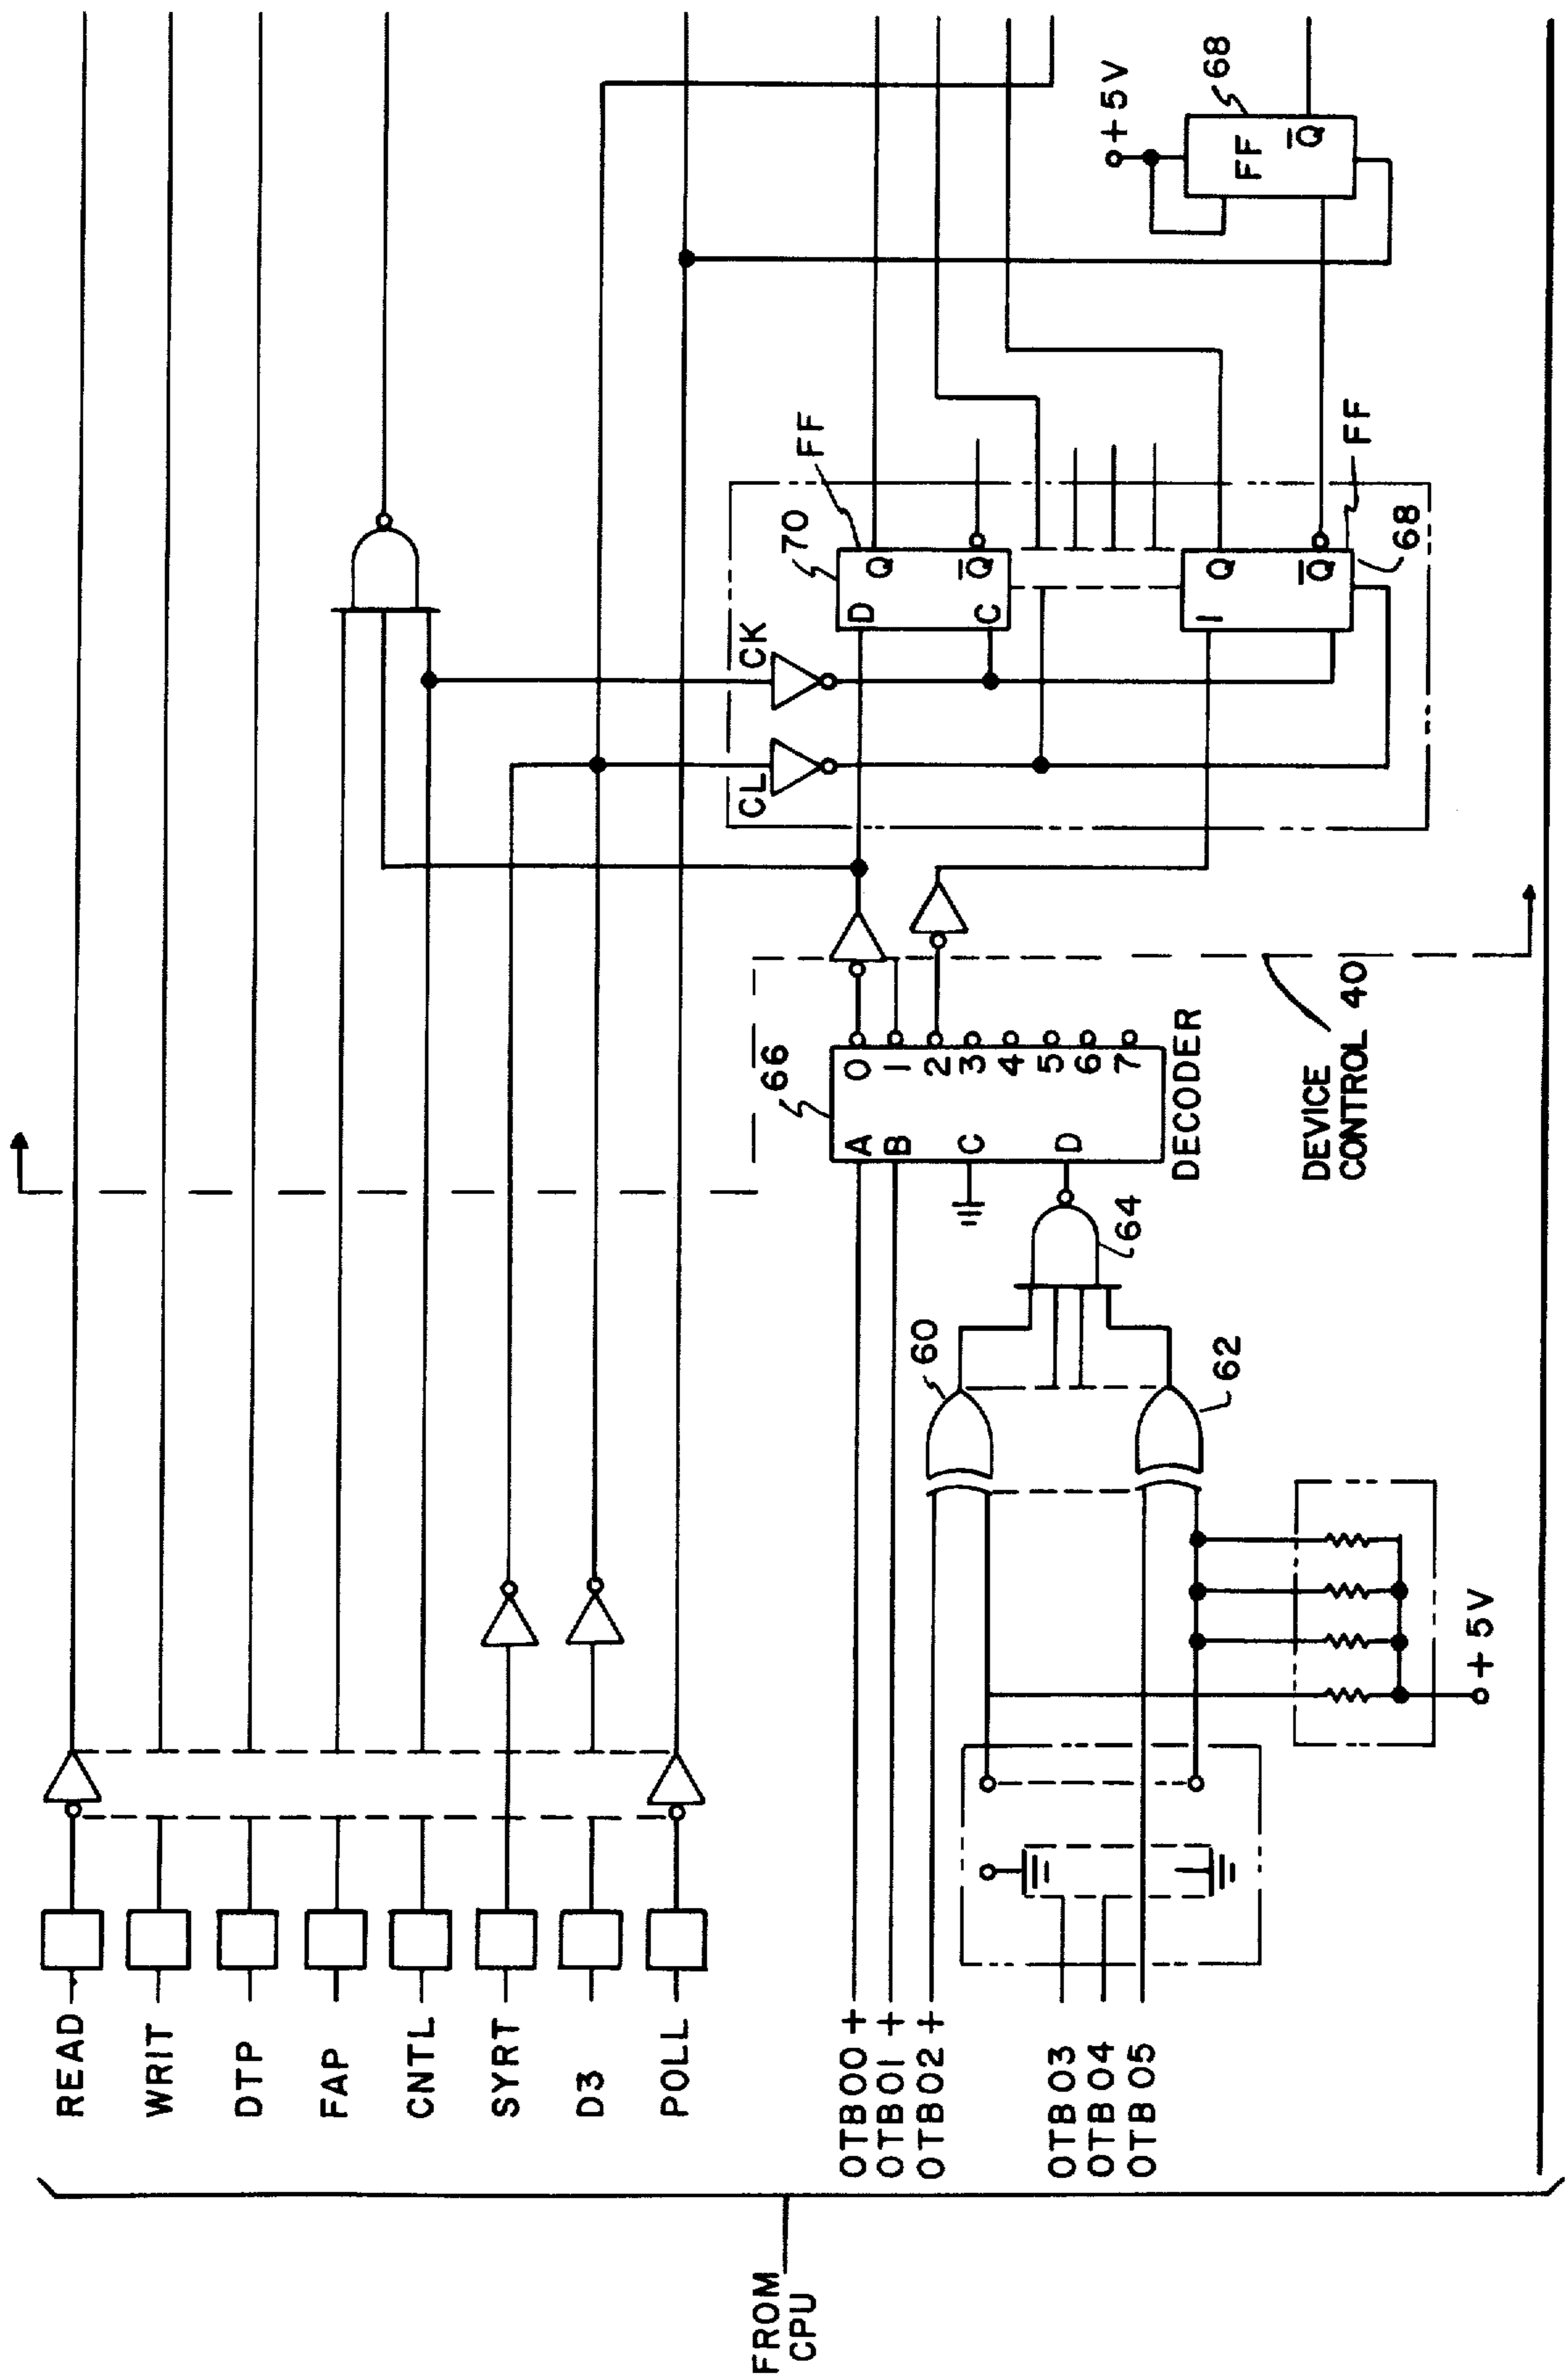 FROM
CPU
READ
WRIT
DTP
FAP
CNTL
SYRT
D3
POLL
OTB00 +
OTB01 +
OTB02 +
OTB03
OTB04
OTB05
+5V
60
62
64
66
A
B
C
D
0
1
2
3
4
5
6
7
DECODER
DEVICE
CONTROL 40
CL
CK
70
FF
D
Q
C
Q̅
1
Q
Q̅
68
FF
+5V
FF
Q̅
68